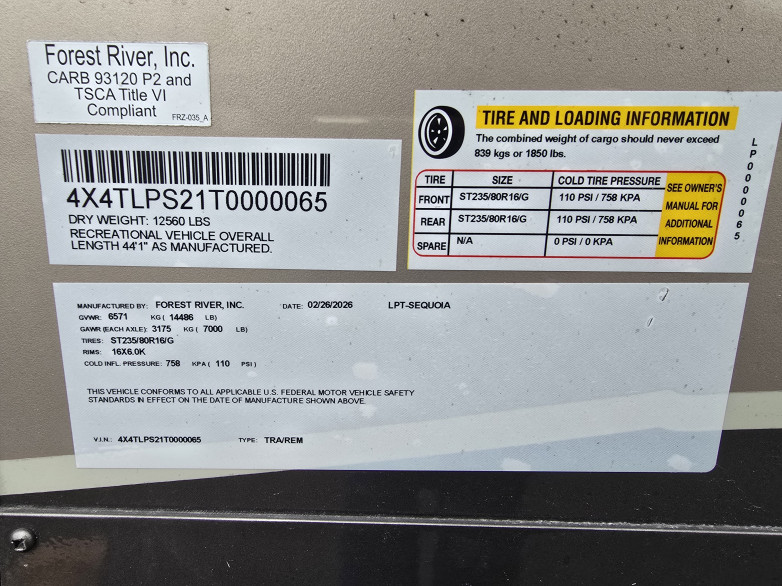 Forest River, Inc.
CARB 93120 P2 and
TSCA Title VI
Compliant
FRZ-035_A
4X4TLPS21T0000065
DRY WEIGHT: 12560 LBS
RECREATIONAL VEHICLE OVERALL
LENGTH 44'1" AS MANUFACTURED.
TIRE AND LOADING INFORMATION
The combined weight of cargo should never exceed
839 kgs or 1850 lbs.
TIRE SIZE COLD TIRE PRESSURE
FRONT ST235/80R16/G 110 PSI / 758 KPA
REAR ST235/80R16/G 110 PSI / 758 KPA
SPARE N/A 0 PSI / 0 KPA
SEE OWNER'S
MANUAL FOR
ADDITIONAL
INFORMATION
LP0000065
MANUFACTURED BY: FOREST RIVER, INC. DATE: 02/26/2026 LPT-SEQUOIA
GVWR: 6571 KG ( 14486 LB)
GAWR (EACH AXLE): 3175 KG ( 7000 LB)
TIRES: ST235/80R16/G
RIMS: 16X6.0K
COLD INFL. PRESSURE: 758 KPA ( 110 PSI )
THIS VEHICLE CONFORMS TO ALL APPLICABLE U.S. FEDERAL MOTOR VEHICLE SAFETY
STANDARDS IN EFFECT ON THE DATE OF MANUFACTURE SHOWN ABOVE.
V.I.N.: 4X4TLPS21T0000065 TYPE: TRA/REM